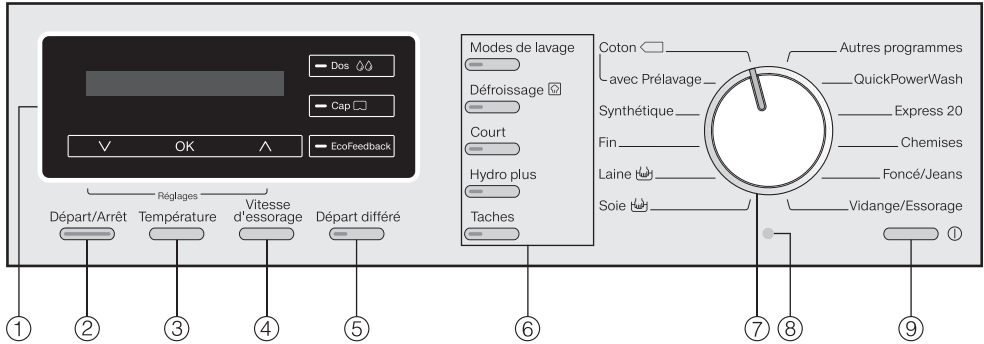 Dos
Cap
EcoFeedback
OK
Réglages
Départ/Arrêt
Température
Vitesse
d'essorage
Départ différé
Modes de lavage
Défroissage
Court
Hydro plus
Taches
Coton
avec Prélavage
Synthétique
Fin
Laine
Soie
Autres programmes
QuickPowerWash
Express 20
Chemises
Foncé/Jeans
Vidange/Essorage
①
②
③
④
⑤
⑥
⑦
⑧
⑨